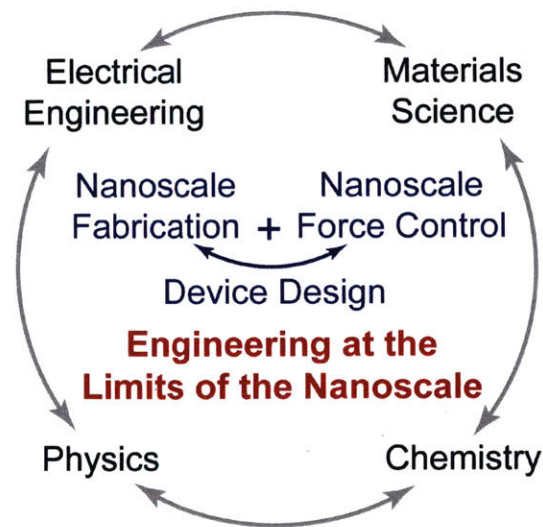 Electrical
Engineering
Materials
Science
Nanoscale
Fabrication
+
Nanoscale
Force Control
Device Design
Engineering at the
Limits of the Nanoscale
Physics
Chemistry